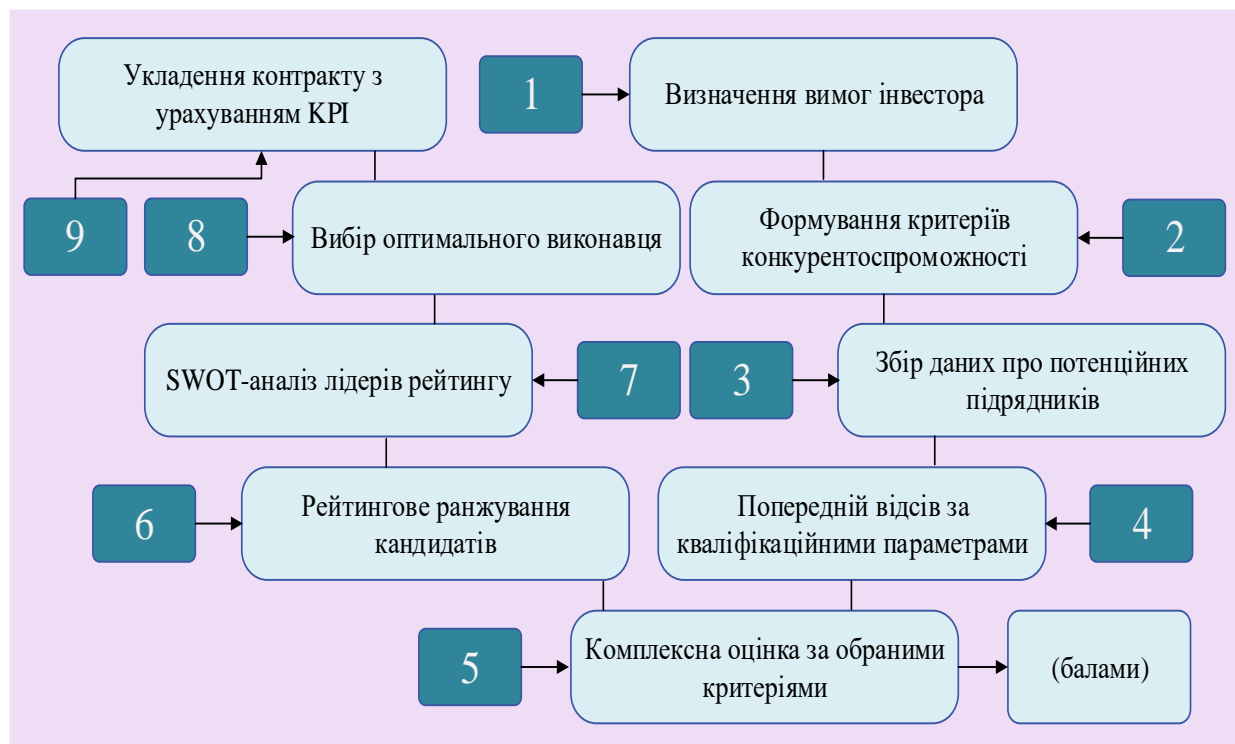 Укладення контракту з
урахуванням KPI
1
Визначення вимог інвестора
9
8
Вибір оптимального виконавця
Формування критеріїв
конкурентоспроможності
2
SWOT-аналіз лідерів рейтингу
7
3
Збір даних про потенційних
підрядників
6
Рейтингове ранжування
кандидатів
Попередній відсів за
кваліфікаційними параметрами
4
5
Комплексна оцінка за обраними
критеріями
(балами)